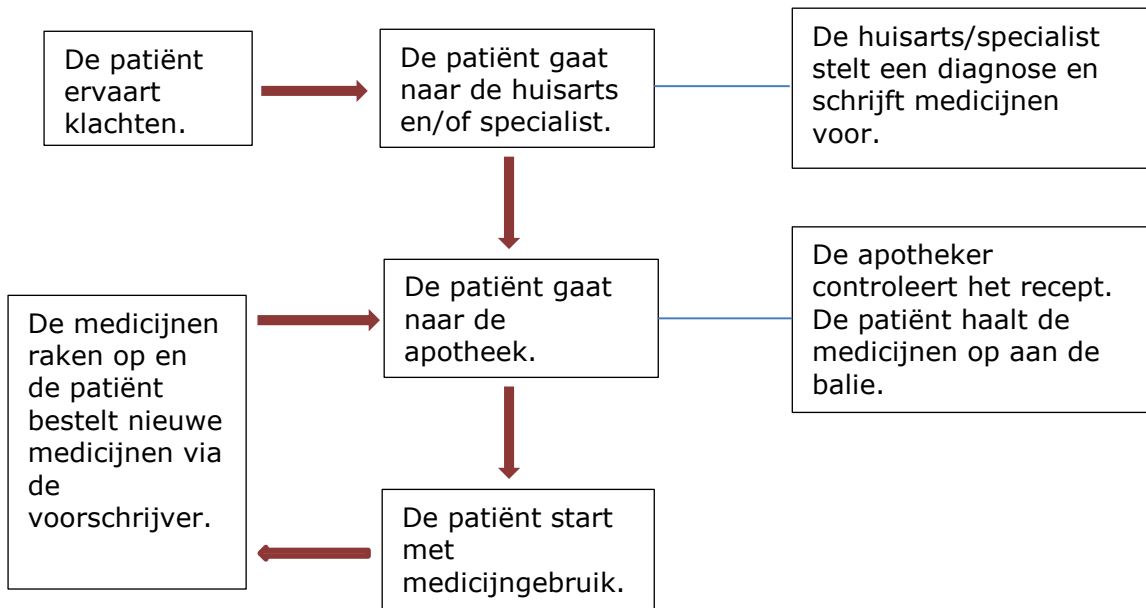 De patiënt
ervaart
klachten.
De patiënt gaat
naar de huisarts
en/of specialist.
De huisarts/specialist
stelt een diagnose en
schrijft medicijnen
voor.
De medicijnen
raken op en
de patiënt
bestelt nieuwe
medicijnen via
de
voorschrijver.
De patiënt gaat
naar de
apotheek.
De apotheker
controleert het recept.
De patiënt haalt de
medicijnen op aan de
balie.
De patiënt start
met
medicijngebruik.